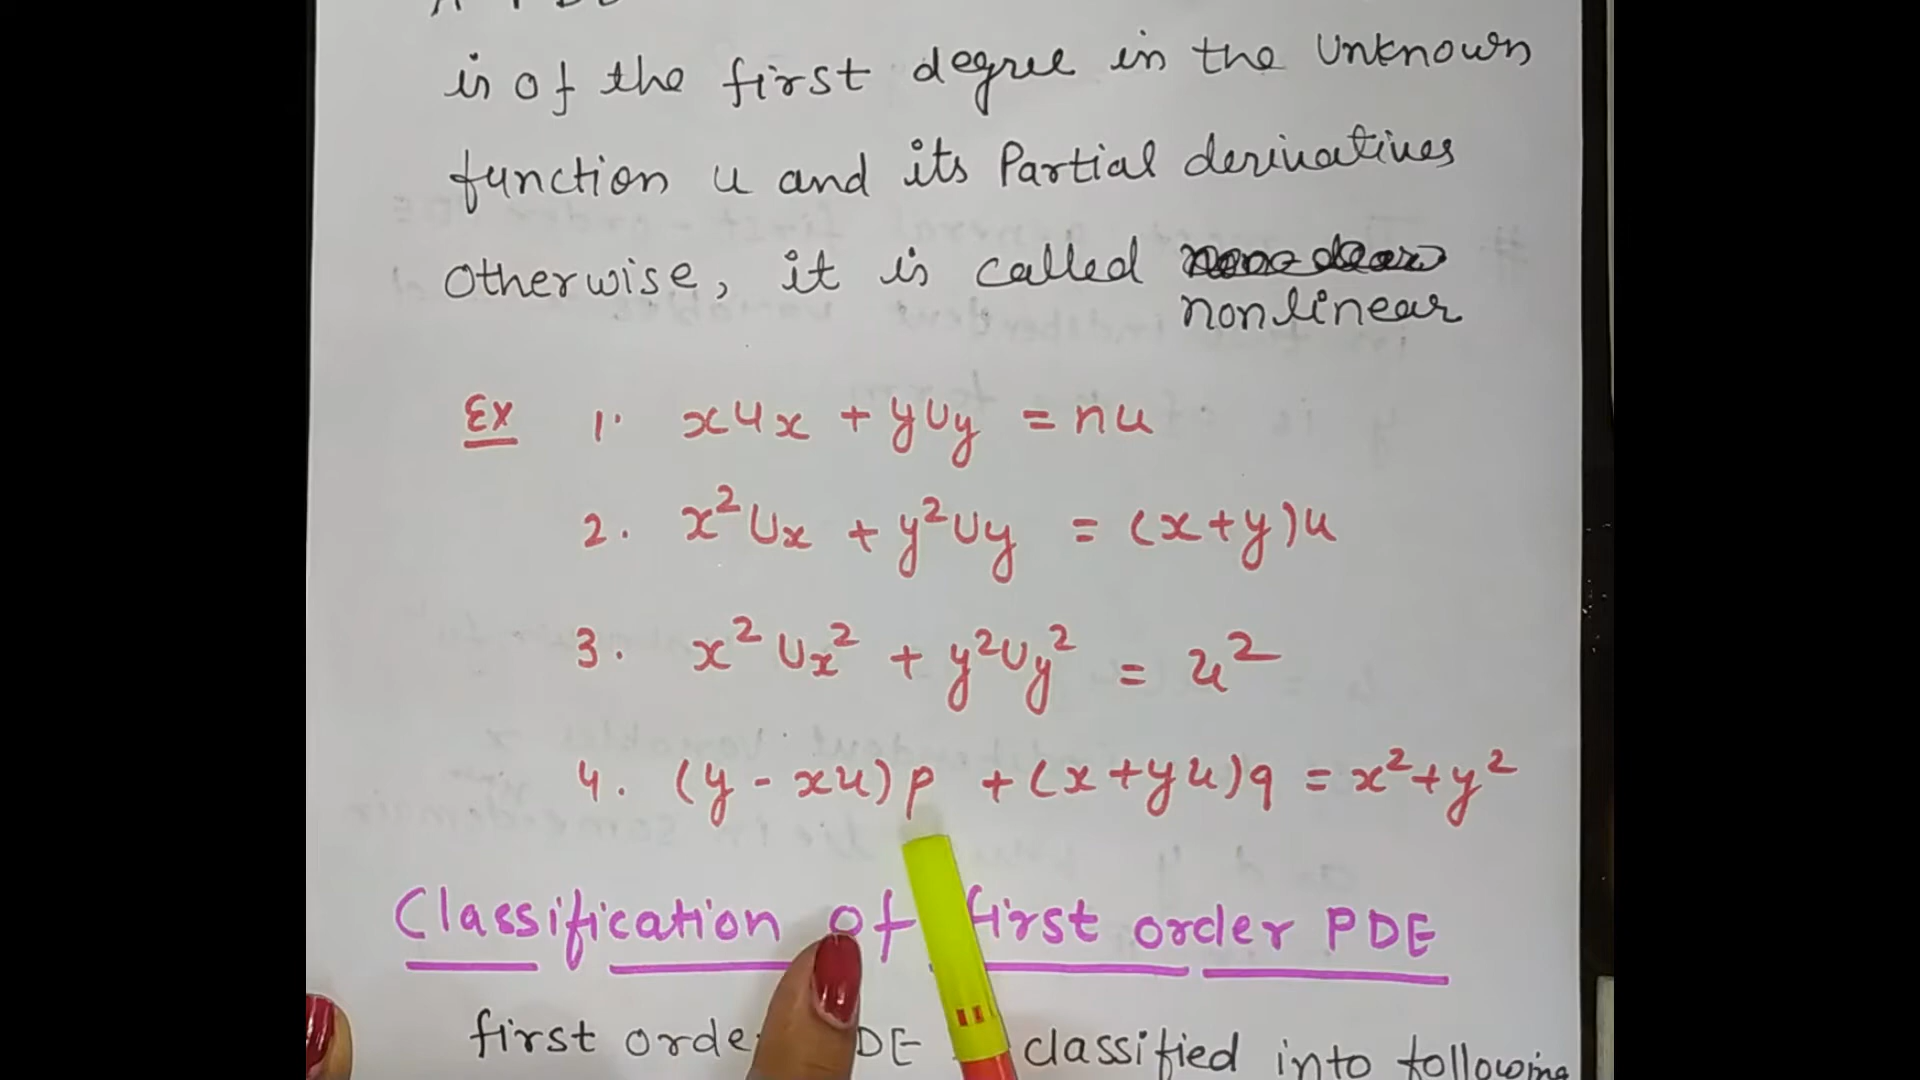 is of the first degree in the unknown
function u and its Partial derivatives
Otherwise, it is called
nonlinear
Ex 1. xux + yuy = nu
2. x²Ux + y²Uy = (x+y)u
3. x²Ux² + y²Uy² = u²
4. (y - xu)p + (x+yu)q = x²+y²
Classification of first order PDE
first DE classified into following